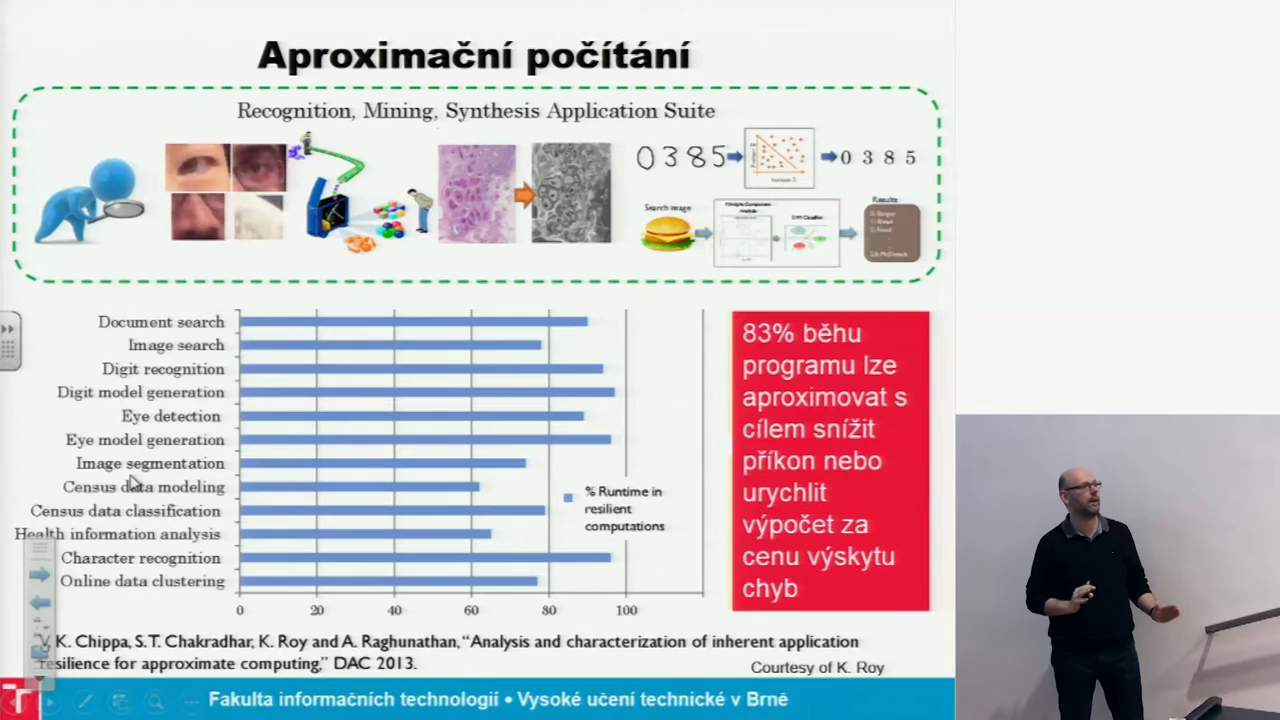 Aproximační počítání
Recognition, Mining, Synthesis Application Suite
0385
0 3 8 5
Search image
Results
Document search
Image search
Digit recognition
Digit model generation
Eye detection
Eye model generation
Image segmentation
Census data modeling
Census data classification
Health information analysis
Character recognition
Online data clustering
0 20 40 60 80 100
% Runtime in
resilient
computations
83% běhu
programu lze
aproximovat s
cílem snížit
příkon nebo
urychlit
výpočet za
cenu výskytu
chyb
V. K. Chippa, S.T. Chakradhar, K. Roy and A. Raghunathan, “Analysis and characterization of inherent application
resilience for approximate computing,” DAC 2013.
Courtesy of K. Roy
Fakulta informačních technologií • Vysoké učení technické v Brně